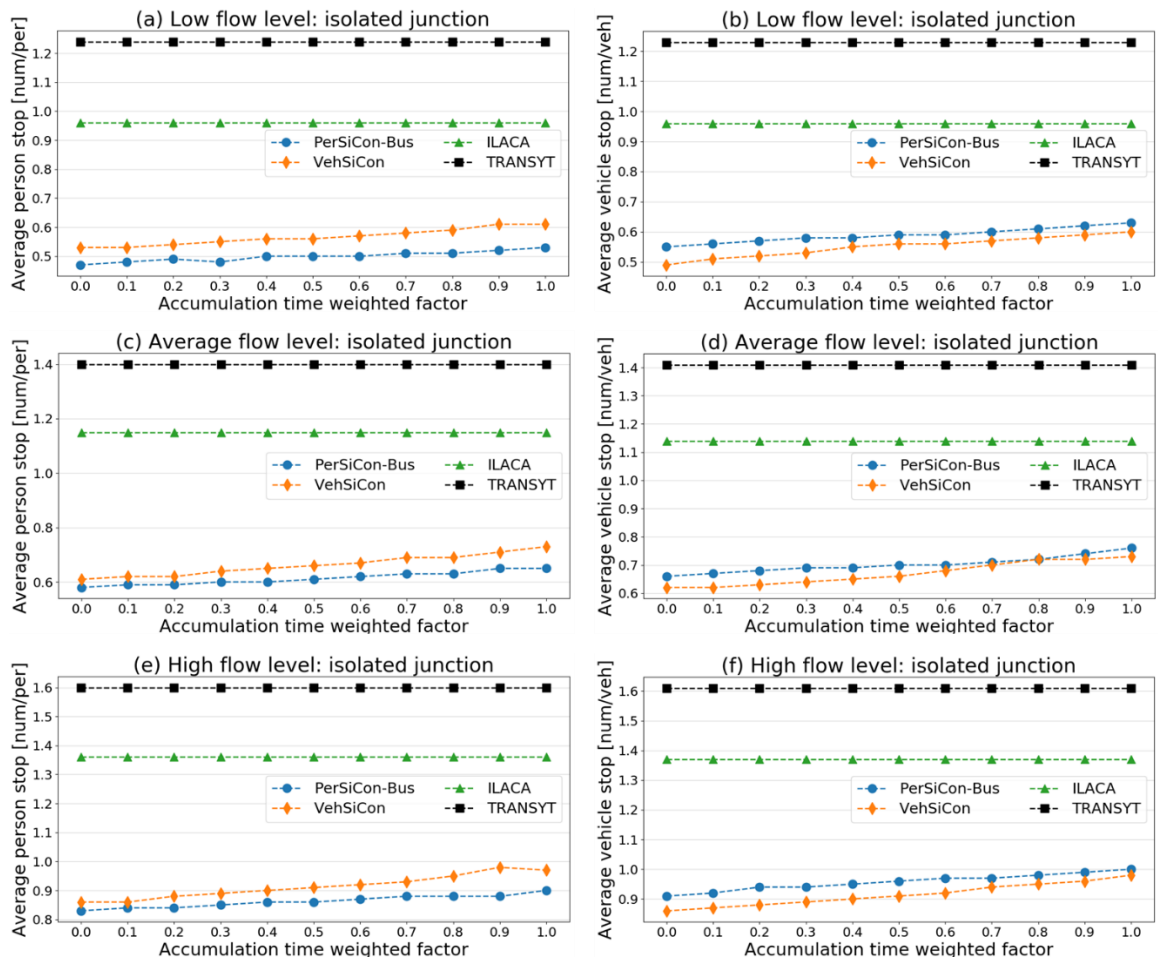 (a) Low flow level: isolated junction
Average person stop [num/per]
1.2
1.1
1.0
0.9
0.8
0.7
0.6
0.5
PerSiCon-Bus
ILACA
VehSiCon
TRANSYT
0.0 0.1 0.2 0.3 0.4 0.5 0.6 0.7 0.8 0.9 1.0
Accumulation time weighted factor
(b) Low flow level: isolated junction
Average vehicle stop [num/veh]
1.2
1.1
1.0
0.9
0.8
0.7
0.6
0.5
PerSiCon-Bus
ILACA
VehSiCon
TRANSYT
0.0 0.1 0.2 0.3 0.4 0.5 0.6 0.7 0.8 0.9 1.0
Accumulation time weighted factor
(c) Average flow level: isolated junction
Average person stop [num/per]
1.4
1.2
1.0
0.8
0.6
PerSiCon-Bus
ILACA
VehSiCon
TRANSYT
0.0 0.1 0.2 0.3 0.4 0.5 0.6 0.7 0.8 0.9 1.0
Accumulation time weighted factor
(d) Average flow level: isolated junction
Average vehicle stop [num/veh]
1.4
1.3
1.2
1.1
1.0
0.9
0.8
0.7
0.6
PerSiCon-Bus
ILACA
VehSiCon
TRANSYT
0.0 0.1 0.2 0.3 0.4 0.5 0.6 0.7 0.8 0.9 1.0
Accumulation time weighted factor
(e) High flow level: isolated junction
Average person stop [num/per]
1.6
1.5
1.4
1.3
1.2
1.1
1.0
0.9
0.8
PerSiCon-Bus
ILACA
VehSiCon
TRANSYT
0.0 0.1 0.2 0.3 0.4 0.5 0.6 0.7 0.8 0.9 1.0
Accumulation time weighted factor
(f) High flow level: isolated junction
Average vehicle stop [num/veh]
1.6
1.5
1.4
1.3
1.2
1.1
1.0
0.9
PerSiCon-Bus
ILACA
VehSiCon
TRANSYT
0.0 0.1 0.2 0.3 0.4 0.5 0.6 0.7 0.8 0.9 1.0
Accumulation time weighted factor